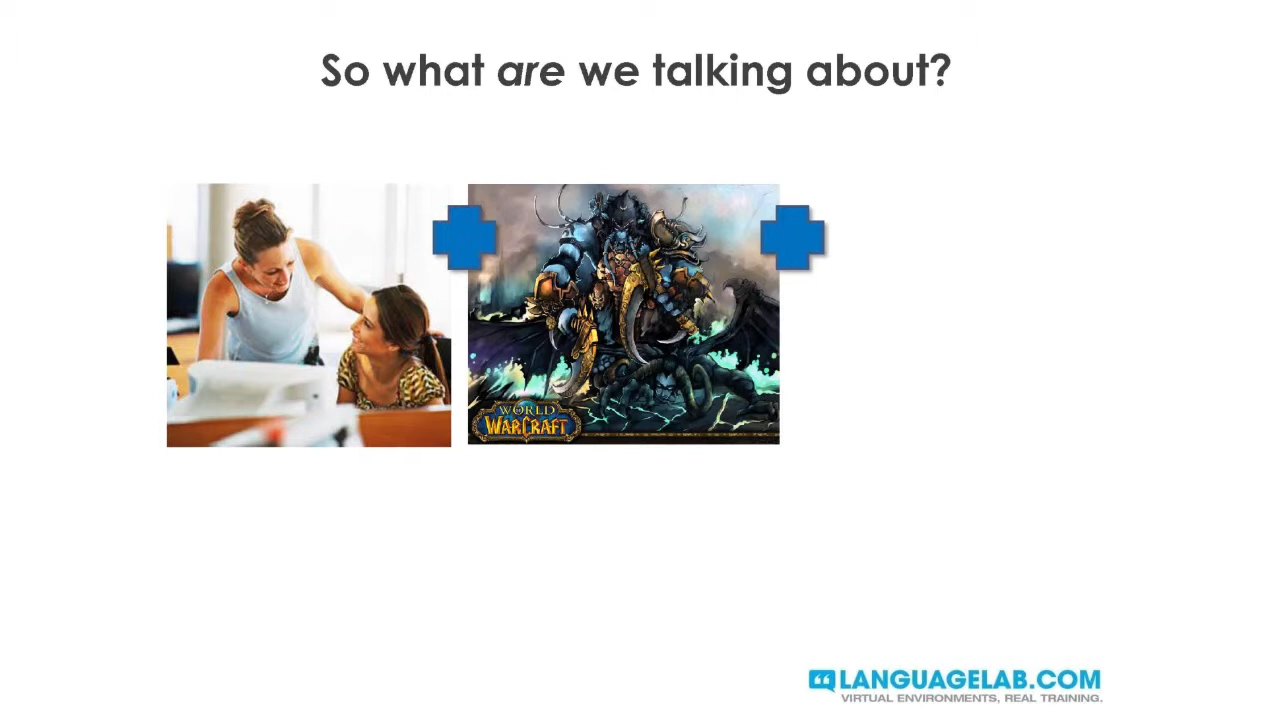 So what are we talking about?
WORLD
WARCRAFT
LANGUAGELAB.COM
VIRTUAL ENVIRONMENTS, REAL TRAINING.